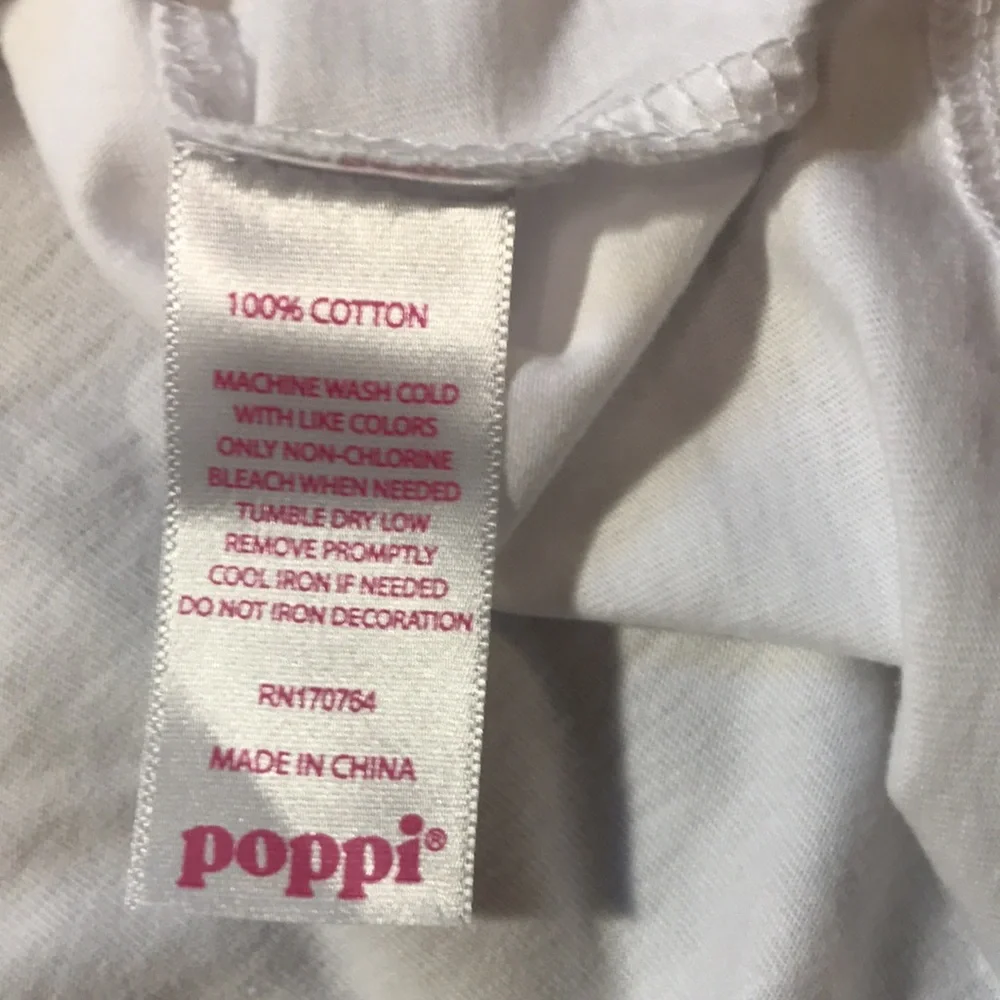 100% COTTON
MACHINE WASH COLD
WITH LIKE COLORS
ONLY NON-CHLORINE
BLEACH WHEN NEEDED
TUMBLE DRY LOW
REMOVE PROMPTLY
COOL IRON IF NEEDED
DO NOT IRON DECORATION
RN170764
MADE IN CHINA
poppi®